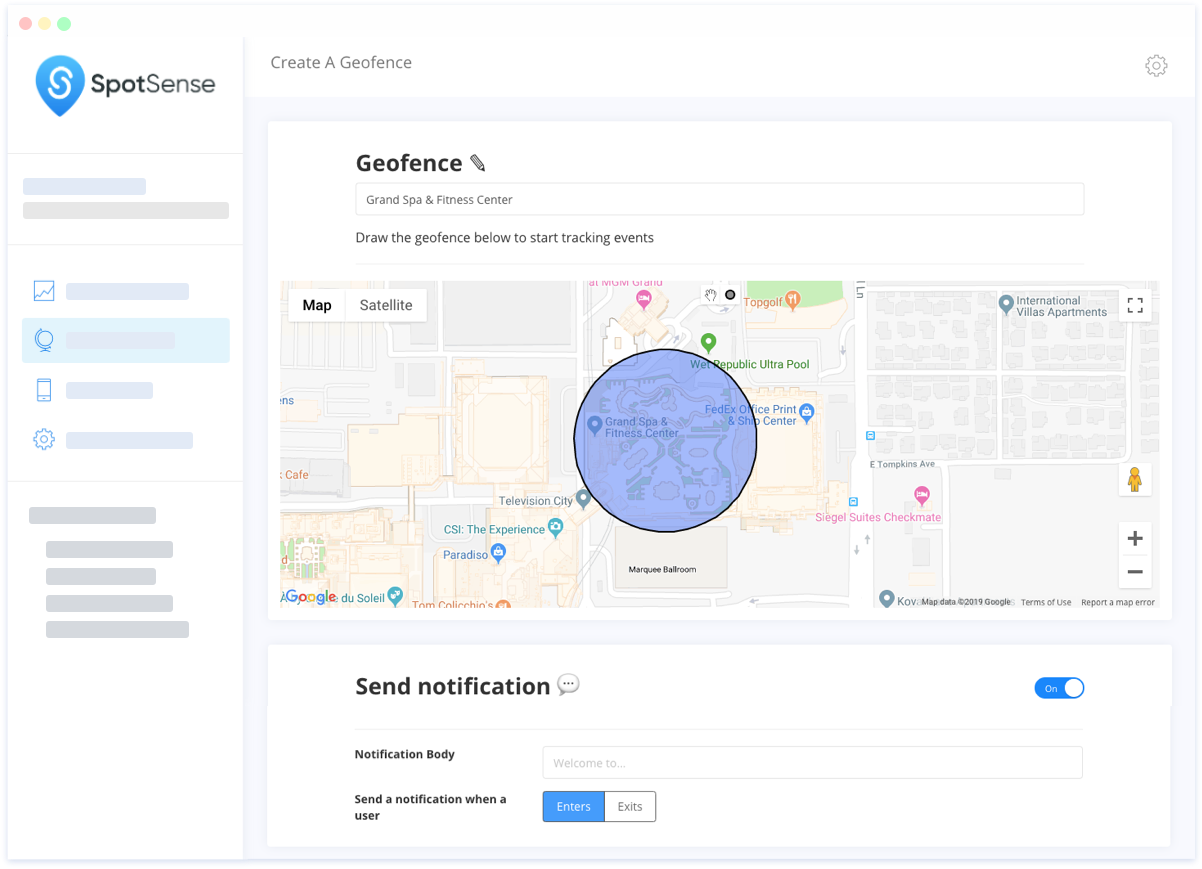 SpotSense
Create A Geofence
Geofence
Grand Spa & Fitness Center
Draw the geofence below to start tracking events
Map
Satellite
at MGM Grand
Topgolf
Ln
International
Villas Apartments
Wet Republic Ultra Pool
ens
Grand Spa &
Fitness Center
FedEx Office Print
& Ship Center
E Tompkins Ave
k Cafe
Television City
Siegel Suites Checkmate
CSI: The Experience
Paradiso
d
Marquee Ballroom
Google
du Soleil
Tom Colicchio's
Kov
Map data ©2019 Google
Terms of Use
Report a map error
Send notification
On
Notification Body
Welcome to...
Send a notification when a
user
Enters
Exits